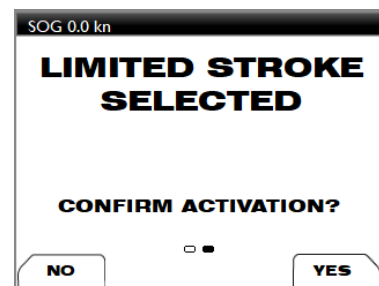 SOG 0.0 kn
LIMITED STROKE
SELECTED
CONFIRM ACTIVATION?
NO
YES